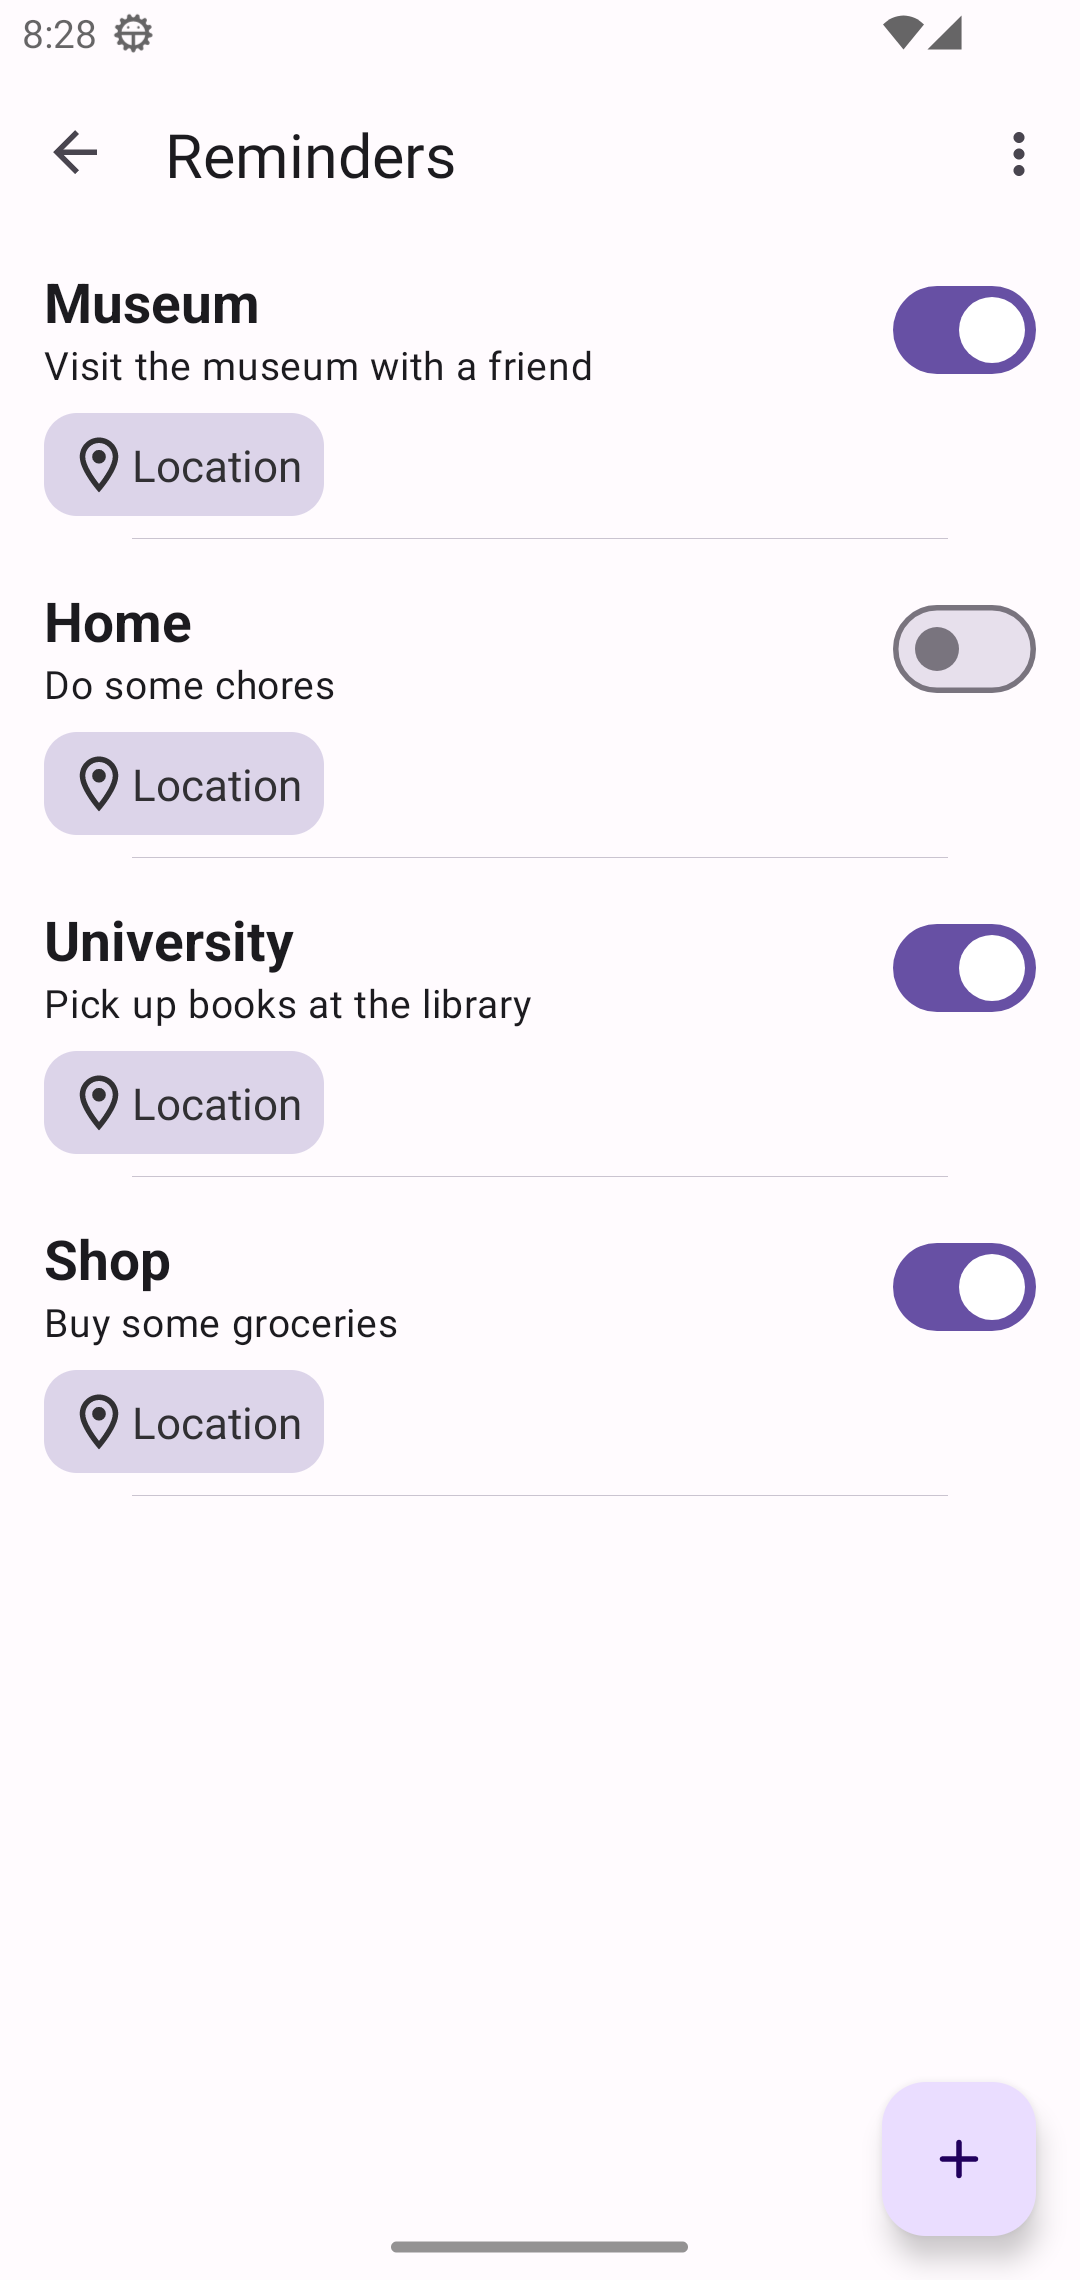 8:28
Reminders
Museum
Visit the museum with a friend
Location
Home
Do some chores
Location
University
Pick up books at the library
Location
Shop
Buy some groceries
Location